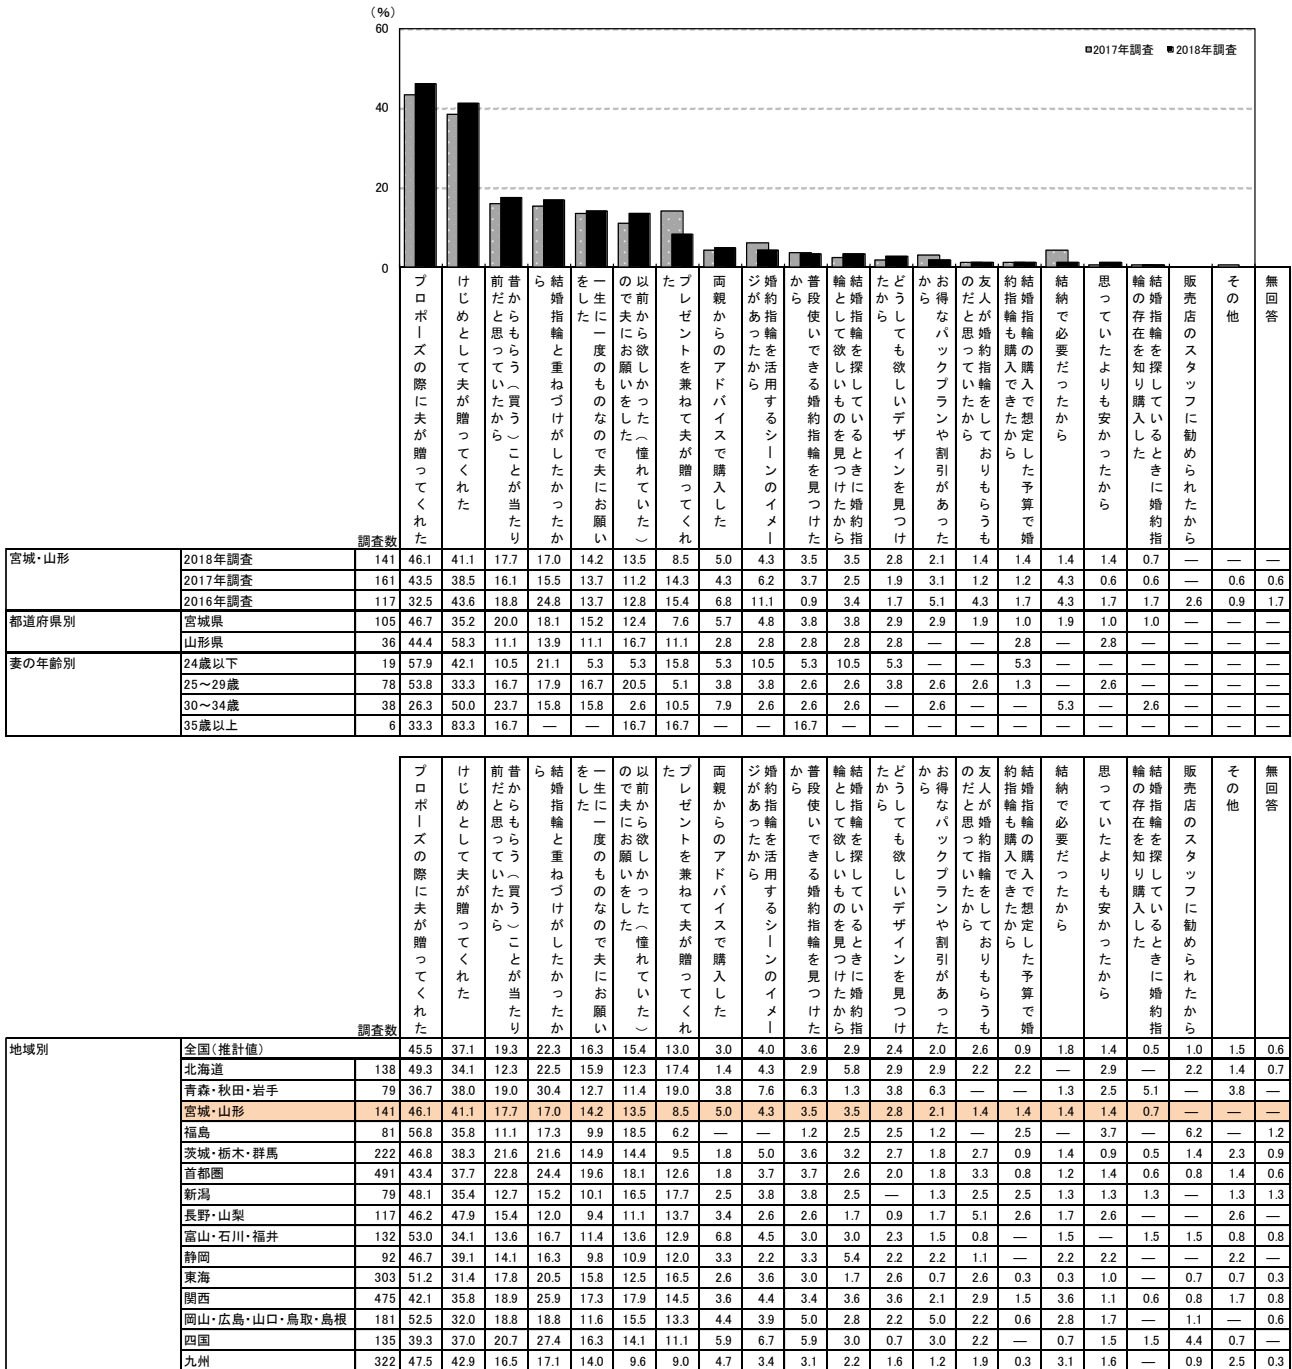 (％)
60
40
20
0
2017年調査 2018年調査
調査数
プロポーズの際に夫が贈ってくれた
けじめとして夫が贈ってくれた
昔からもらう（買う）ことが当たり
前だと思っていたから
結婚指輪と重ねづけがしたかったか
ら
一生に一度のものなので夫にお願い
をした
以前から欲しかった（憧れていた）
ので夫にお願いをした
プレゼントを兼ねて夫が贈ってくれ
た
両親からのアドバイスで購入した
婚約指輪を活用するシーンのイメー
ジがあったから
普段使いできる婚約指輪を見つけた
から
結婚指輪を探しているときに婚約指
輪として欲しいものを見つけたから
どうしても欲しいデザインを見つけ
たから
お得なパックプランや割引があった
から
友人が婚約指輪をしておりもらうも
のだと思っていたから
結婚指輪の購入で想定した予算で婚
約指輪も購入できたから
結納で必要だったから
思っていたよりも安かったから
結婚指輪を探しているときに婚約指
輪の存在を知り購入した
販売店のスタッフに勧められたから
その他
無回答
宮城・山形 2018年調査 141 46.1 41.1 17.7 17.0 14.2 13.5 8.5 5.0 4.3 3.5 3.5 2.8 2.1 1.4 1.4 1.4 1.4 0.7 — — —
2017年調査 161 43.5 38.5 16.1 15.5 13.7 11.2 14.3 4.3 6.2 3.7 2.5 1.9 3.1 1.2 1.2 4.3 0.6 0.6 — 0.6 0.6
2016年調査 117 32.5 43.6 18.8 24.8 13.7 12.8 15.4 6.8 11.1 0.9 3.4 1.7 5.1 4.3 1.7 4.3 1.7 1.7 2.6 0.9 1.7
都道府県別 宮城県 105 46.7 35.2 20.0 18.1 15.2 12.4 7.6 5.7 4.8 3.8 3.8 2.9 2.9 1.9 1.0 1.9 1.0 1.0 — — —
山形県 36 44.4 58.3 11.1 13.9 11.1 16.7 11.1 2.8 2.8 2.8 2.8 2.8 — — 2.8 — 2.8 — — — —
妻の年齢別 24歳以下 19 57.9 42.1 10.5 21.1 5.3 5.3 15.8 5.3 10.5 5.3 10.5 5.3 — — 5.3 — — — — — —
25〜29歳 78 53.8 33.3 16.7 17.9 16.7 20.5 5.1 3.8 3.8 2.6 2.6 3.8 2.6 2.6 1.3 — 2.6 — — — —
30〜34歳 38 26.3 50.0 23.7 15.8 15.8 2.6 10.5 7.9 2.6 2.6 2.6 — 2.6 — — 5.3 — 2.6 — — —
35歳以上 6 33.3 83.3 16.7 — — 16.7 16.7 — — 16.7 — — — — — — — — — — —
調査数
プロポーズの際に夫が贈ってくれた
けじめとして夫が贈ってくれた
昔からもらう（買う）ことが当たり
前だと思っていたから
結婚指輪と重ねづけがしたかったか
ら
一生に一度のものなので夫にお願い
をした
以前から欲しかった（憧れていた）
ので夫にお願いをした
プレゼントを兼ねて夫が贈ってくれ
た
両親からのアドバイスで購入した
婚約指輪を活用するシーンのイメー
ジがあったから
普段使いできる婚約指輪を見つけた
から
結婚指輪を探しているときに婚約指
輪として欲しいものを見つけたから
どうしても欲しいデザインを見つけ
たから
お得なパックプランや割引があった
から
友人が婚約指輪をしておりもらうも
のだと思っていたから
結婚指輪の購入で想定した予算で婚
約指輪も購入できたから
結納で必要だったから
思っていたよりも安かったから
結婚指輪を探しているときに婚約指
輪の存在を知り購入した
販売店のスタッフに勧められたから
その他
無回答
地域別 全国（推計値） 45.5 37.1 19.3 22.3 16.3 15.4 13.0 3.0 4.0 3.6 2.9 2.4 2.0 2.6 0.9 1.8 1.4 0.5 1.0 1.5 0.6
北海道 138 49.3 34.1 12.3 22.5 15.9 12.3 17.4 1.4 4.3 2.9 5.8 2.9 2.9 2.2 2.2 — 2.9 — 2.2 1.4 0.7
青森・秋田・岩手 79 36.7 38.0 19.0 30.4 12.7 11.4 19.0 3.8 7.6 6.3 1.3 3.8 6.3 — — 1.3 2.5 5.1 — 3.8 —
宮城・山形 141 46.1 41.1 17.7 17.0 14.2 13.5 8.5 5.0 4.3 3.5 3.5 2.8 2.1 1.4 1.4 1.4 1.4 0.7 — — —
福島 81 56.8 35.8 11.1 17.3 9.9 18.5 6.2 — — 1.2 2.5 2.5 1.2 — 2.5 — 3.7 — 6.2 — 1.2
茨城・栃木・群馬 222 46.8 38.3 21.6 21.6 14.9 14.4 9.5 1.8 5.0 3.6 3.2 2.7 1.8 2.7 0.9 1.4 0.9 0.5 1.4 2.3 0.9
首都圏 491 43.4 37.7 22.8 24.4 19.6 18.1 12.6 1.8 3.7 3.7 2.6 2.0 1.8 3.3 0.8 1.2 1.4 0.6 0.8 1.4 0.6
新潟 79 48.1 35.4 12.7 15.2 10.1 16.5 17.7 2.5 3.8 3.8 2.5 — 1.3 2.5 2.5 1.3 1.3 1.3 — 1.3 1.3
長野・山梨 117 46.2 47.9 15.4 12.0 9.4 11.1 13.7 3.4 2.6 2.6 1.7 0.9 1.7 5.1 2.6 1.7 2.6 — — 2.6 —
富山・石川・福井 132 53.0 34.1 13.6 16.7 11.4 13.6 12.9 6.8 4.5 3.0 3.0 2.3 1.5 0.8 — 1.5 — 1.5 1.5 0.8 0.8
静岡 92 46.7 39.1 14.1 16.3 9.8 10.9 12.0 3.3 2.2 3.3 5.4 2.2 2.2 1.1 — 2.2 2.2 — — 2.2 —
東海 303 51.2 31.4 17.8 20.5 15.8 12.5 16.5 2.6 3.6 3.0 1.7 2.6 0.7 2.6 0.3 0.3 1.0 — 0.7 0.7 0.3
関西 475 42.1 35.8 18.9 25.9 17.3 17.9 14.5 3.6 4.4 3.4 3.6 3.6 2.1 2.9 1.5 3.6 1.1 0.6 0.8 1.7 0.8
岡山・広島・山口・鳥取・島根 181 52.5 32.0 18.8 18.8 11.6 15.5 13.3 4.4 3.9 5.0 2.8 2.2 5.0 2.2 0.6 2.8 1.7 — 1.1 — 0.6
四国 135 39.3 37.0 20.7 27.4 16.3 14.1 11.1 5.9 6.7 5.9 3.0 0.7 3.0 2.2 — 0.7 1.5 1.5 4.4 0.7 —
九州 322 47.5 42.9 16.5 17.1 14.0 9.6 9.0 4.7 3.4 3.1 2.2 1.6 1.2 1.9 0.3 3.1 1.6 — 0.9 2.5 0.3